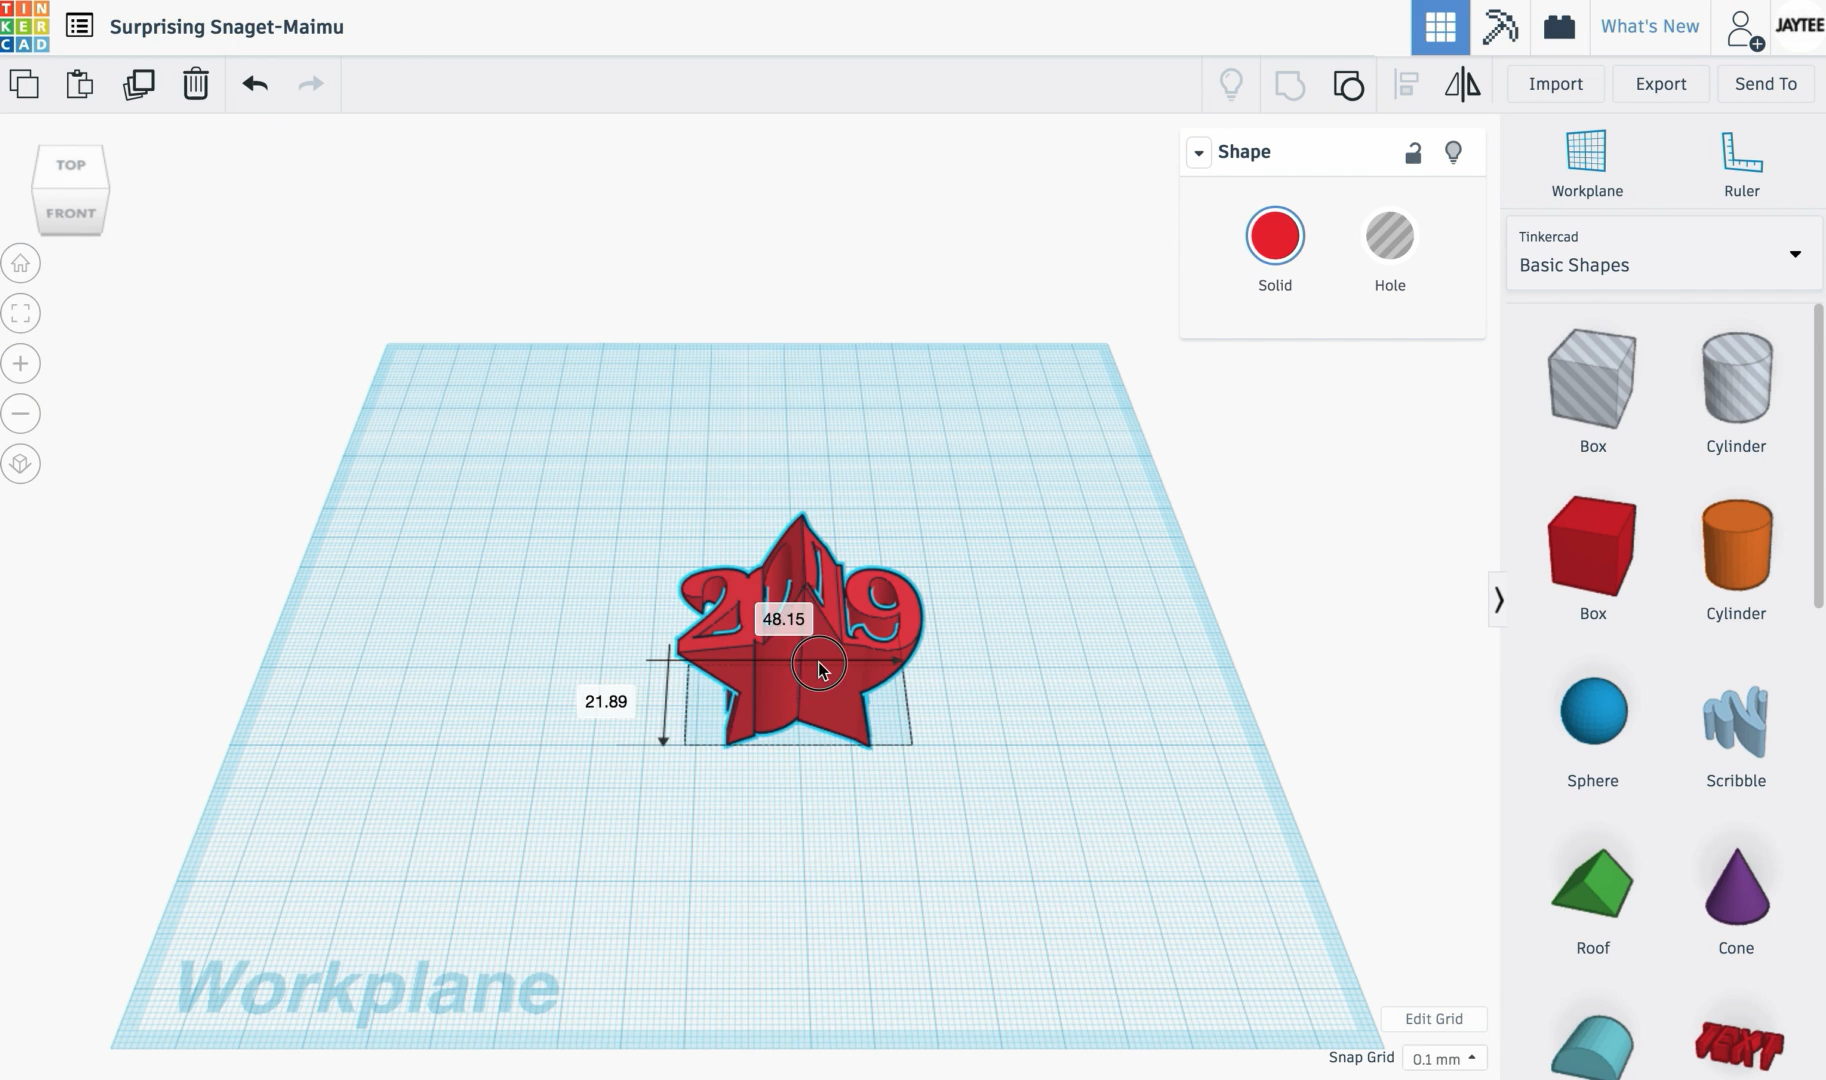 TIN
KER
CAD
Surprising Snaget-Maimu
What's New
JAYTEE
Import
Export
Send To
TOP
FRONT
Shape
Solid
Hole
Workplane
Ruler
Tinkercad
Basic Shapes
Box
Cylinder
Box
Cylinder
Sphere
Scribble
Roof
Cone
TEXT
48.15
21.89
Workplane
Edit Grid
Snap Grid
0.1 mm